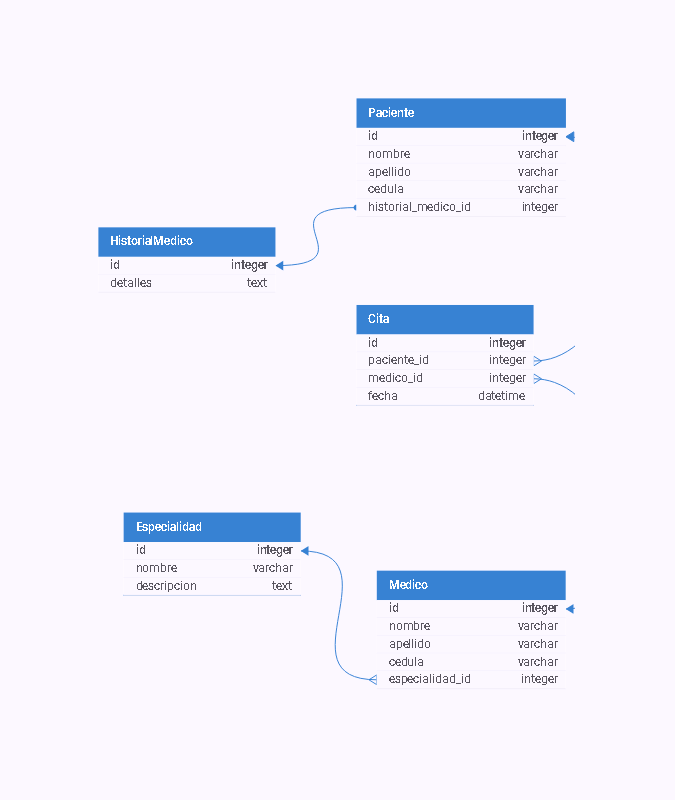 Paciente
id integer
nombre varchar
apellido varchar
cedula varchar
historial_medico_id integer
HistorialMedico
id integer
detalles text
Cita
id integer
paciente_id integer
medico_id integer
fecha datetime
Especialidad
id integer
nombre varchar
descripcion text
Medico
id integer
nombre varchar
apellido varchar
cedula varchar
especialidad_id integer